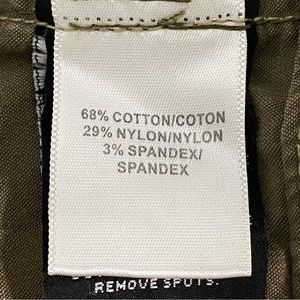 68% COTTON/COTON
29% NYLON/NYLON
3% SPANDEX/
SPANDEX
REMOVE SPOTS.